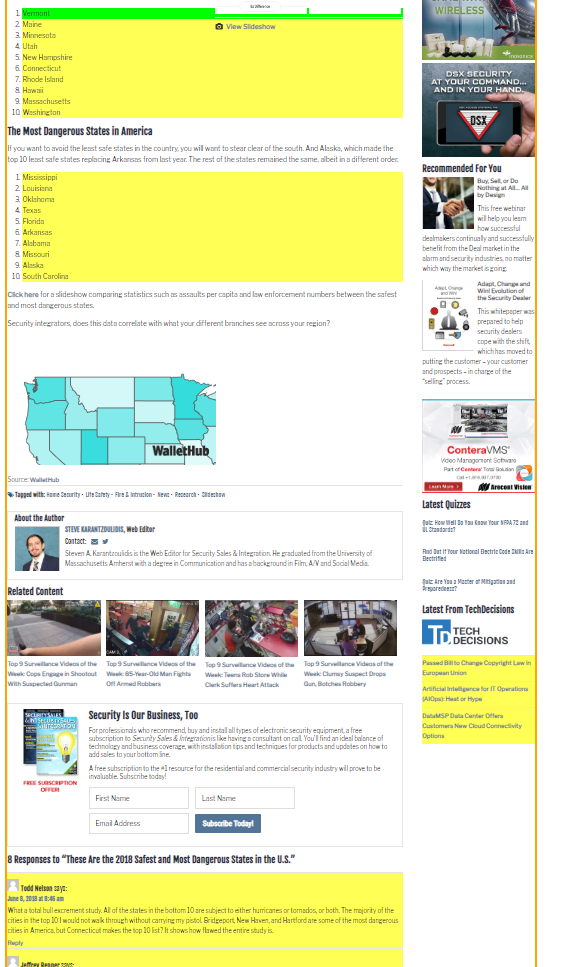 1. Vermont
2. Maine
3. Minnesota
4. Utah
5. New Hampshire
6. Connecticut
7. Rhode Island
8. Hawaii
9. Massachusetts
10. Washington
View Slideshow
The Most Dangerous States in America
If you want to avoid the least safe states in the country, you will want to stear clear of the south. And Alaska, which made the
top 10 least safe states replacing Arkansas from last year. The rest of the states remained the same, albeit in a different order.
1. Mississippi
2. Louisiana
3. Oklahoma
4. Texas
5. Florida
6. Arkansas
7. Alabama
8. Missouri
9. Alaska
10. South Carolina
Click here for a slideshow comparing statistics such as assaults per capita and law enforcement numbers between the safest
and most dangerous states.
Security integrators, does this data correlate with what your different branches see across your region?
WalletHub
Source: WalletHub
Tagged with: Home Security · Life Safety · Fire & Intrusion · News · Research · Slideshow
About the Author
STEVE KARANTZOULIDIS, Web Editor
Contact:
Steven A. Karantzoulidis is the Web Editor for Security Sales & Integration. He graduated from the University of
Massachusetts Amherst with a degree in Communication and has a background in Film, A/V and Social Media.
Related Content
Top 9 Surveillance Videos of the
Week: Cops Engage in Shootout
With Suspected Gunman
Top 9 Surveillance Videos of the
Week: 85-Year-Old Man Fights
Off Armed Robbers
Top 9 Surveillance Videos of the
Week: Teens Rob Store While
Clerk Suffers Heart Attack
Top 9 Surveillance Videos of the
Week: Clumsy Suspect Drops
Gun, Botches Robbery
FREE SUBSCRIPTION
OFFER!
Security Is Our Business, Too
For professionals who recommend, buy and install all types of electronic security equipment, a free
subscription to Security Sales & Integration is like having a consultant on call. You'll find an ideal balance of
technology and business coverage, with installation tips and techniques for products and updates on how to
add sales to your bottom line.
A free subscription to the #1 resource for the residential and commercial security industry will prove to be
invaluable. Subscribe today!
First Name
Last Name
Email Address
Subscribe Today!
8 Responses to “These Are the 2018 Safest and Most Dangerous States in the U.S.”
Todd Nelson says:
June 8, 2018 at 8:46 am
What a total bull excrement study. All of the states in the bottom 10 are subject to either hurricanes or tornados, or both. The majority of the
cities in the top 10 I would not walk through without carrying my pistol. Bridgeport, New Haven, and Hartford are some of the most dangerous
cities in America, but Connecticut makes the top 10 list? It shows how flawed the entire study is.
Reply
Jeffrey Renner says:
WIRELESS
inovonics
DSX SECURITY
AT YOUR COMMAND...
AND IN YOUR HAND.
DSX
Recommended For You
Buy, Sell, or Do
Nothing at All... All
by Design
This free webinar
will help you learn
how successful
dealmakers continually and successfully
benefit from the Deal market in the
alarm and security industries, no matter
which way the market is going.
Adapt, Change
and Win!
Adapt, Change and
Win! Evolution of
the Security Dealer
This whitepaper was
prepared to help
security dealers
cope with the shift,
which has moved to
putting the customer – your customer
and prospects – in charge of the
“selling” process.
ConteraVMS®
Video Management Software
Part of Contera® Total Solution
Learn More >
Arecont Vision
Latest Quizzes
Quiz: How Well Do You Know Your NFPA 72 and
UL Standards?
Find Out if Your National Electric Code Skills Are
Electrified
Quiz: Are You a Master of Mitigation and
Preparedness?
Latest From TechDecisions
TD TECH
DECISIONS
Passed Bill to Change Copyright Law in
European Union
Artificial Intelligence for IT Operations
(AIOps): Heat or Hype
DataMSP Data Center Offers
Customers New Cloud Connectivity
Options